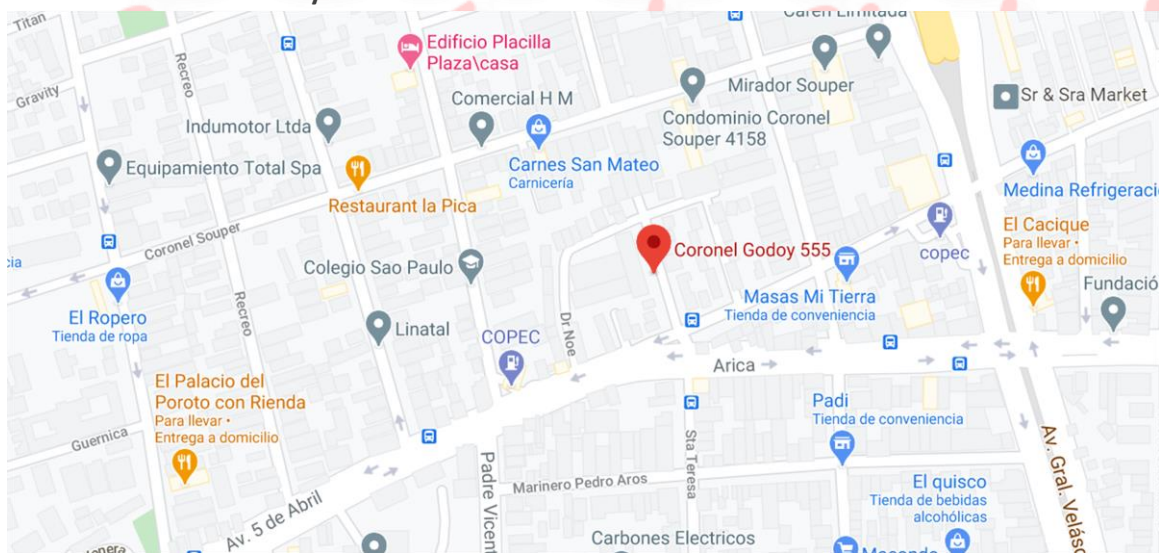 Titan
Edificio Placilla
Plaza\casa
Recreo
Gravity
Comercial H M
Mirador Souper
Sr & Sra Market
Indumotor Ltda
Condominio Coronel
Souper 4158
Equipamiento Total Spa
Carnes San Mateo
Carnicería
Restaurant la Pica
Medina Refrigeraci
Coronel Souper
El Cacique
Para llevar •
Entrega a domicilio
Coronel Godoy 555
copec
cia
Colegio Sao Paulo
Fundació
El Ropero
Tienda de ropa
Recreo
Masas Mi Tierra
Tienda de conveniencia
Linatal
Dr Noe
COPEC
Arica
El Palacio del
Poroto con Rienda
Para llevar •
Entrega a domicilio
Padi
Tienda de conveniencia
Guernica
Sta Teresa
Av. Gral. Velás
Padre Vicent
Marinero Pedro Aros
El quisco
Tienda de bebidas
alcohólicas
Av. 5 de Abril
Carbones Electricos